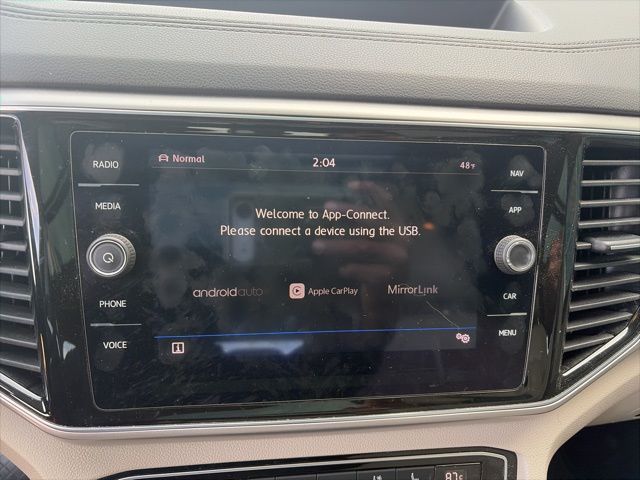 RADIO
MEDIA
PHONE
VOICE
Normal
2:04
48°F
Welcome to App-Connect.
Please connect a device using the USB.
androidauto
Apple CarPlay
MirrorLink
i
NAV
APP
CAR
MENU
87°